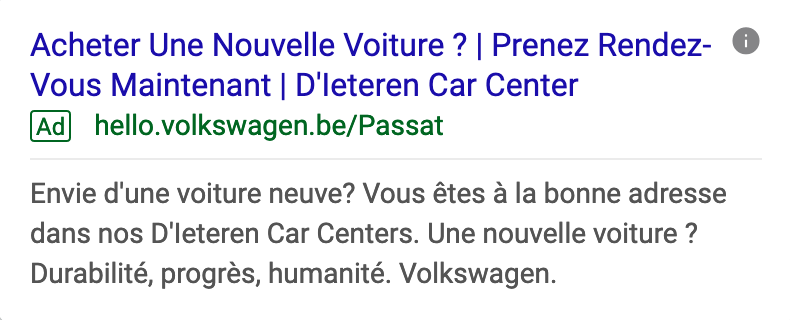 Acheter Une Nouvelle Voiture ? | Prenez Rendez-
Vous Maintenant | D'Ieteren Car Center
Ad hello.volkswagen.be/Passat
Envie d'une voiture neuve? Vous êtes à la bonne adresse
dans nos D'Ieteren Car Centers. Une nouvelle voiture ?
Durabilité, progrès, humanité. Volkswagen.